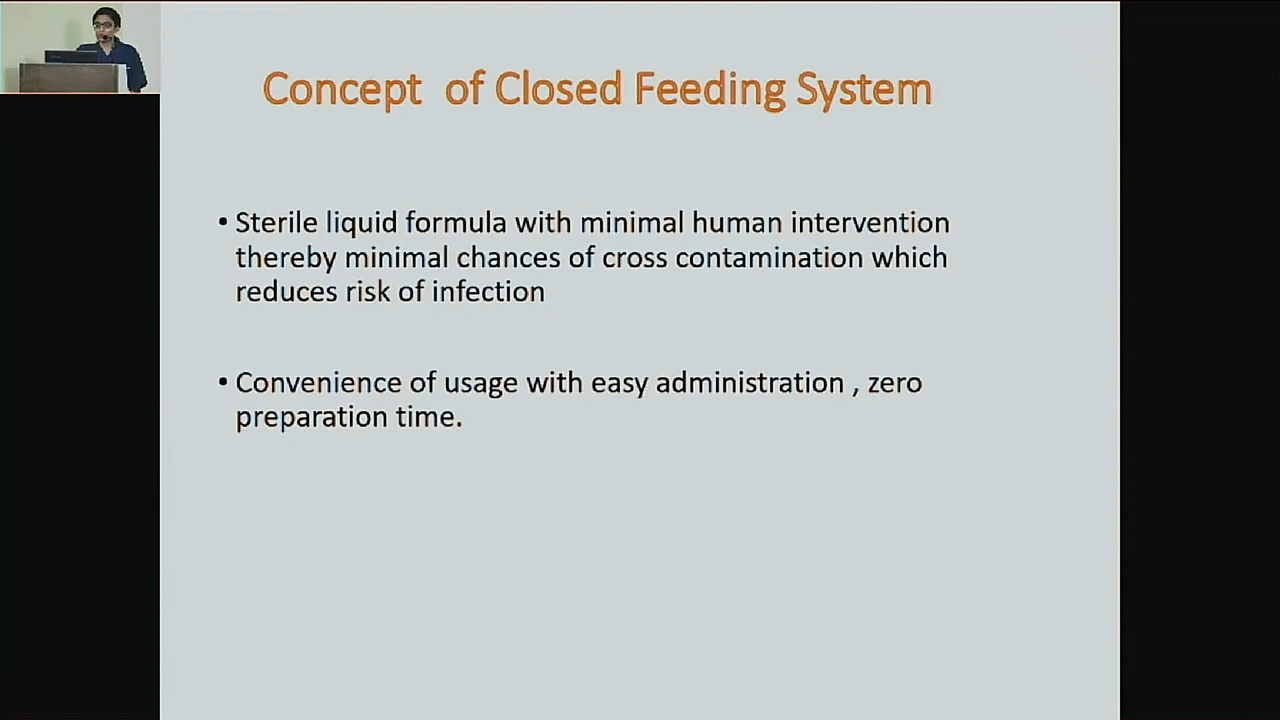 Concept of Closed Feeding System
• Sterile liquid formula with minimal human intervention
thereby minimal chances of cross contamination which
reduces risk of infection
• Convenience of usage with easy administration , zero
preparation time.